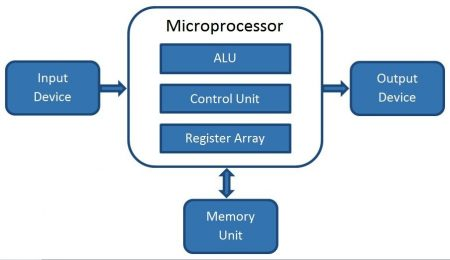 Microprocessor
ALU
Input
Device
Control Unit
Output
Device
Register Array
Memory
Unit